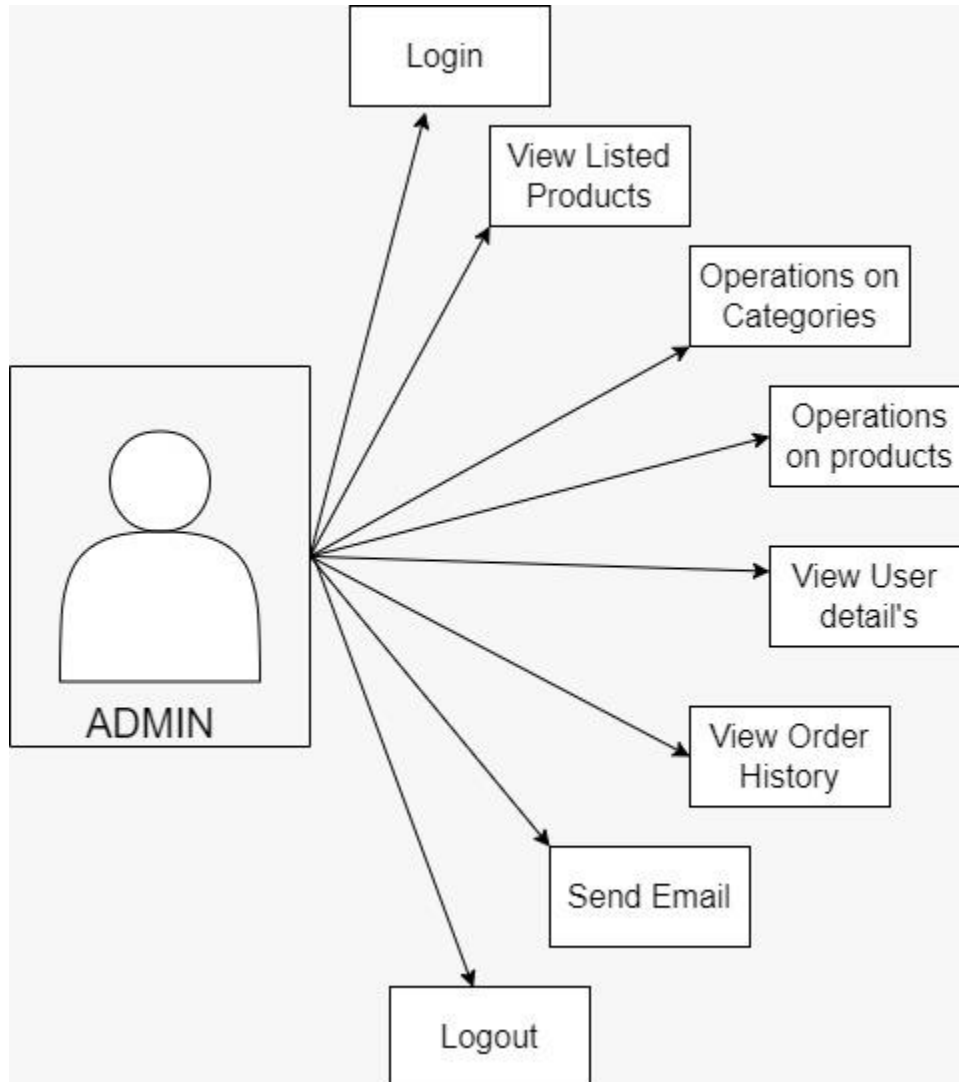 Login
View Listed
Products
Operations on
Categories
Operations
on products
View User
detail's
ADMIN
View Order
History
Send Email
Logout